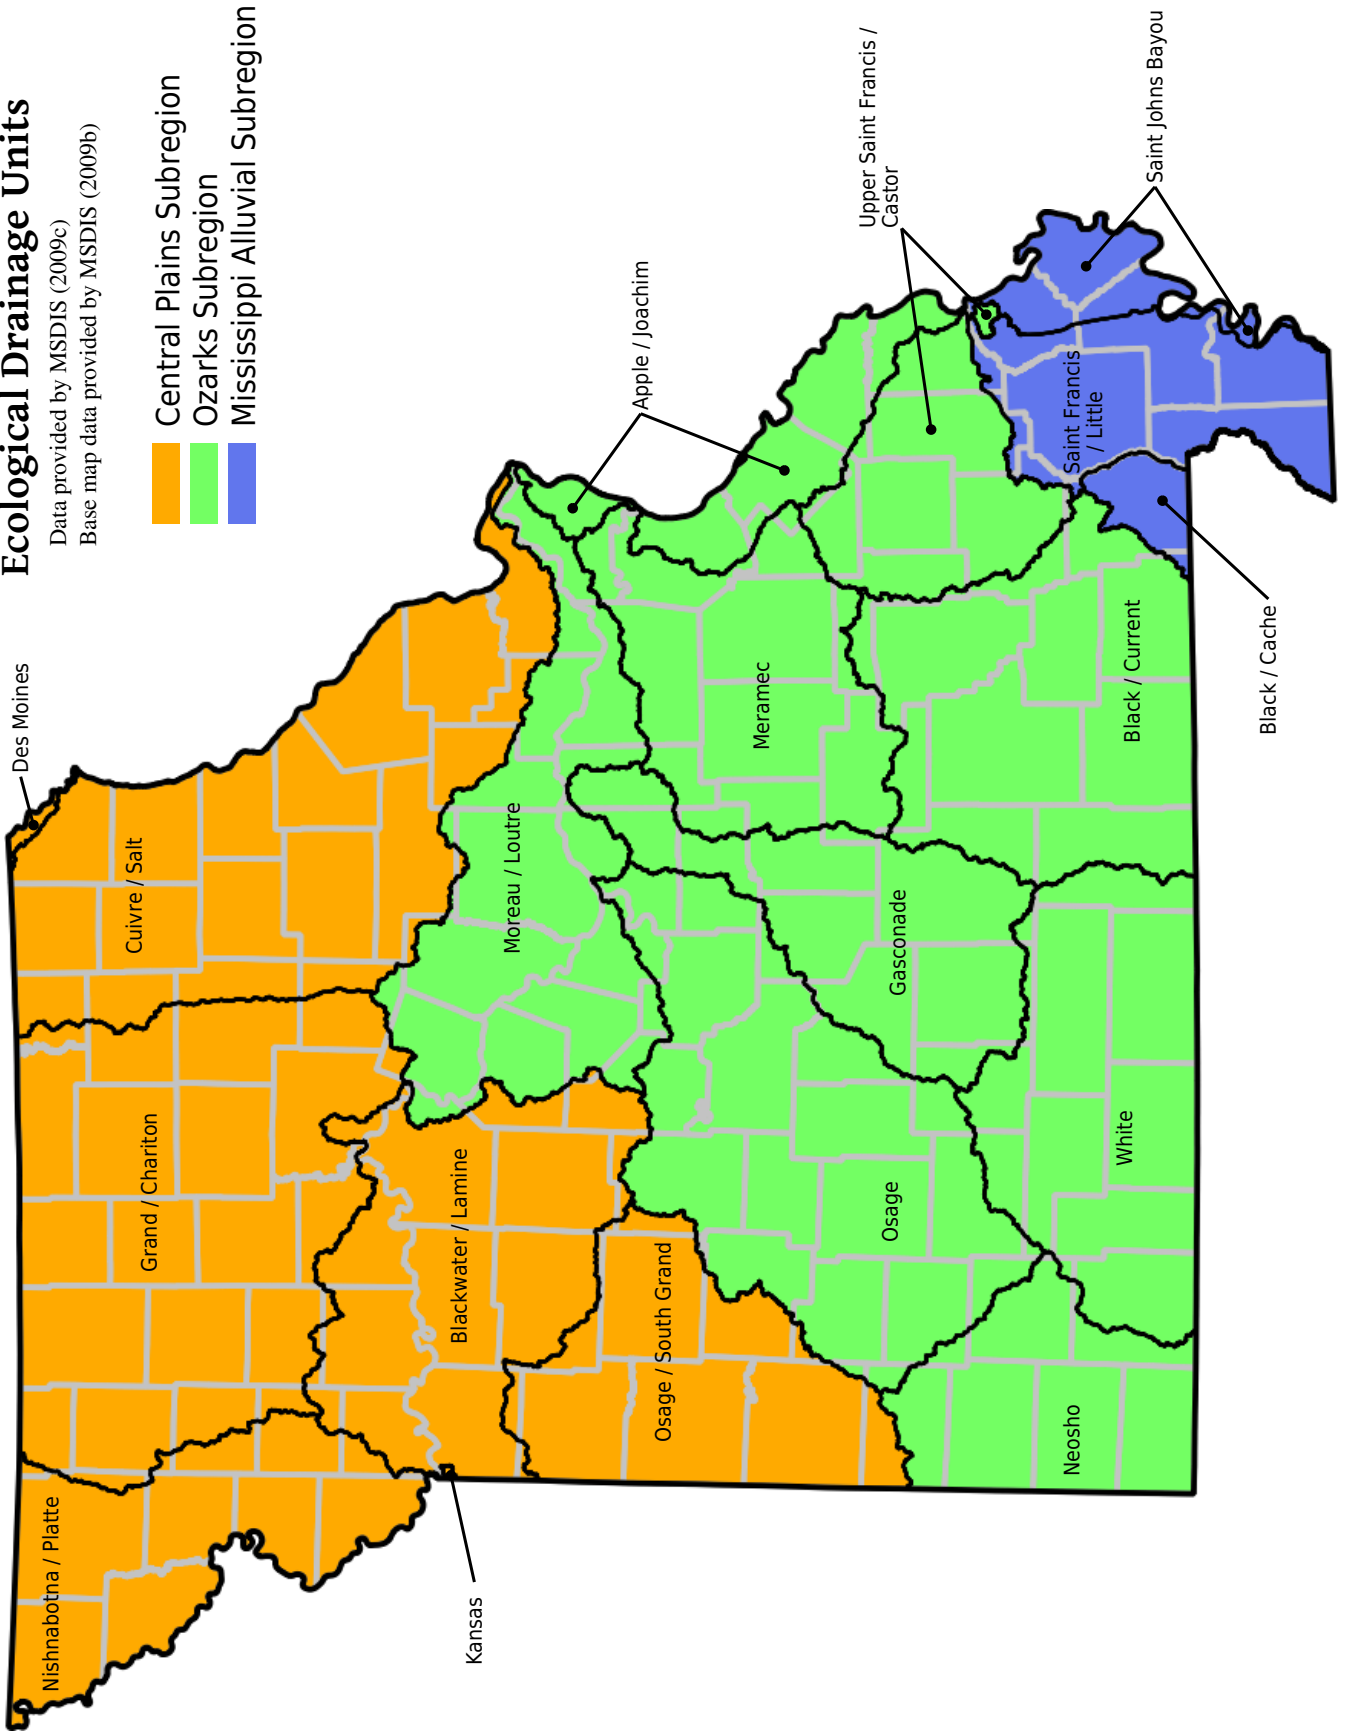 Ecological Drainage Units
Data provided by MSDIS (2009c)
Base map data provided by MSDIS (2009b)
Central Plains Subregion
Ozarks Subregion
Mississippi Alluvial Subregion
Nishnabotna / Platte
Grand / Chariton
Cuivre / Salt
Des Moines
Kansas
Blackwater / Lamine
Moreau / Loutre
Apple / Joachim
Osage / South Grand
Meramec
Osage
Gasconade
Upper Saint Francis /
Castor
Neosho
White
Black / Current
Saint Francis
/ Little
Saint Johns Bayou
Black / Cache